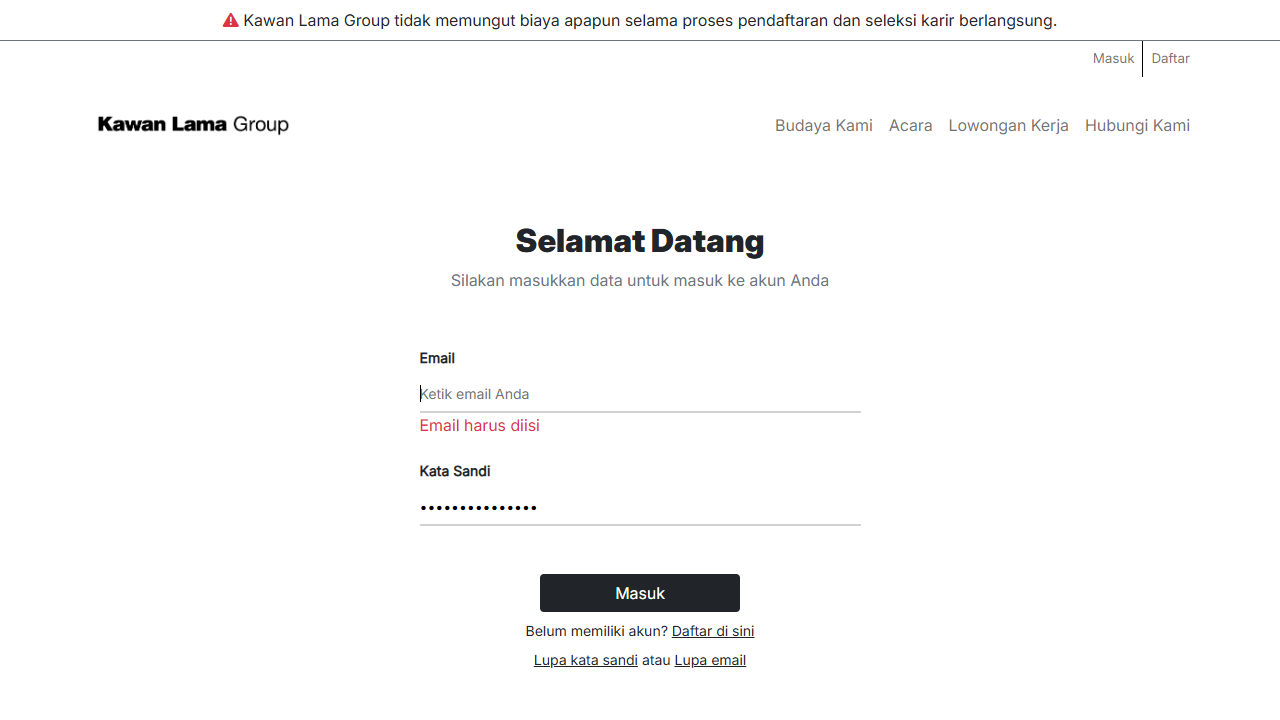 Kawan Lama Group tidak memungut biaya apapun selama proses pendaftaran dan seleksi karir berlangsung.
Masuk Daftar
Kawan Lama Group
Budaya Kami Acara Lowongan Kerja Hubungi Kami
Selamat Datang
Silakan masukkan data untuk masuk ke akun Anda
Email
Ketik email Anda
Email harus diisi
Kata Sandi
•••••••••••••••
Masuk
Belum memiliki akun? Daftar di sini
Lupa kata sandi atau Lupa email